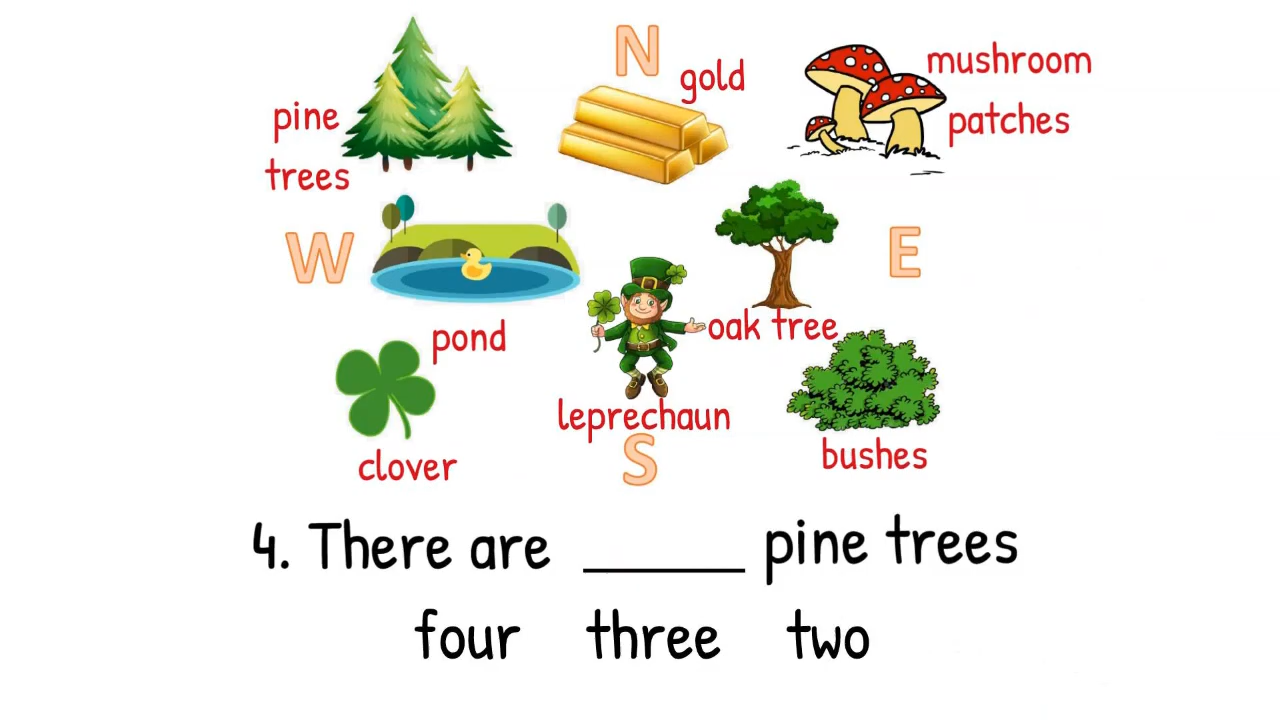 N
gold
mushroom
patches
pine
trees
W
E
oak tree
pond
leprechaun
S
clover
bushes
4. There are ______ pine trees
four three two